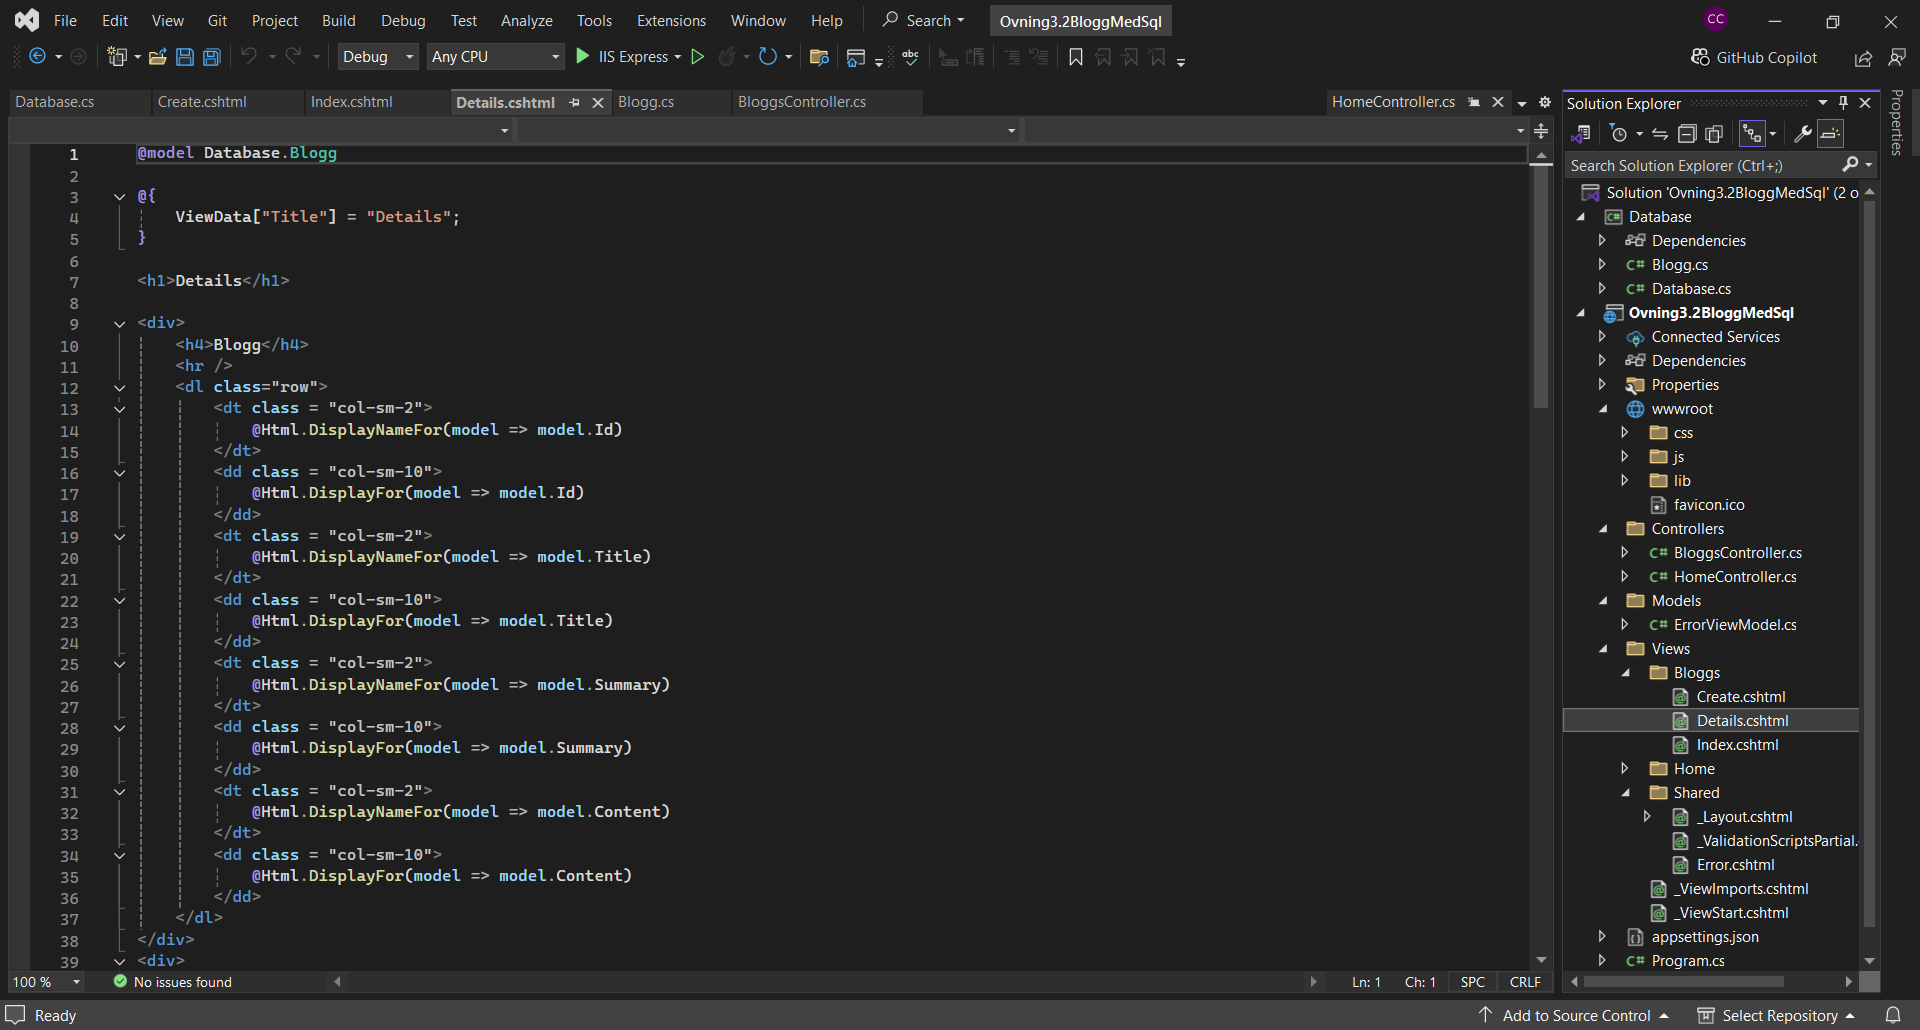 File Edit View Git Project Build Debug Test Analyze Tools Extensions Window Help Search Ovning3.2BloggMedSql CC
Debug Any CPU IIS Express abc GitHub Copilot
Database.cs Create.cshtml Index.cshtml Details.cshtml Blogg.cs BloggsController.cs HomeController.cs
1 @model Database.Blogg
2
3 @{
4 ViewData["Title"] = "Details";
5 }
6
7 <h1>Details</h1>
8
9 <div>
10 <h4>Blogg</h4>
11 <hr />
12 <dl class="row">
13 <dt class = "col-sm-2">
14 @Html.DisplayNameFor(model => model.Id)
15 </dt>
16 <dd class = "col-sm-10">
17 @Html.DisplayFor(model => model.Id)
18 </dd>
19 <dt class = "col-sm-2">
20 @Html.DisplayNameFor(model => model.Title)
21 </dt>
22 <dd class = "col-sm-10">
23 @Html.DisplayFor(model => model.Title)
24 </dd>
25 <dt class = "col-sm-2">
26 @Html.DisplayNameFor(model => model.Summary)
27 </dt>
28 <dd class = "col-sm-10">
29 @Html.DisplayFor(model => model.Summary)
30 </dd>
31 <dt class = "col-sm-2">
32 @Html.DisplayNameFor(model => model.Content)
33 </dt>
34 <dd class = "col-sm-10">
35 @Html.DisplayFor(model => model.Content)
36 </dd>
37 </dl>
38 </div>
39 <div>
100 % No issues found Ln: 1 Ch: 1 SPC CRLF
Solution Explorer
Search Solution Explorer (Ctrl+;)
Solution 'Ovning3.2BloggMedSql' (2 o
Database
Dependencies
C# Blogg.cs
C# Database.cs
Ovning3.2BloggMedSql
Connected Services
Dependencies
Properties
wwwroot
css
js
lib
favicon.ico
Controllers
C# BloggsController.cs
C# HomeController.cs
Models
C# ErrorViewModel.cs
Views
Bloggs
Create.cshtml
Details.cshtml
Index.cshtml
Home
Shared
_Layout.cshtml
_ValidationScriptsPartial.
Error.cshtml
_ViewImports.cshtml
_ViewStart.cshtml
appsettings.json
C# Program.cs
Properties
Ready Add to Source Control Select Repository